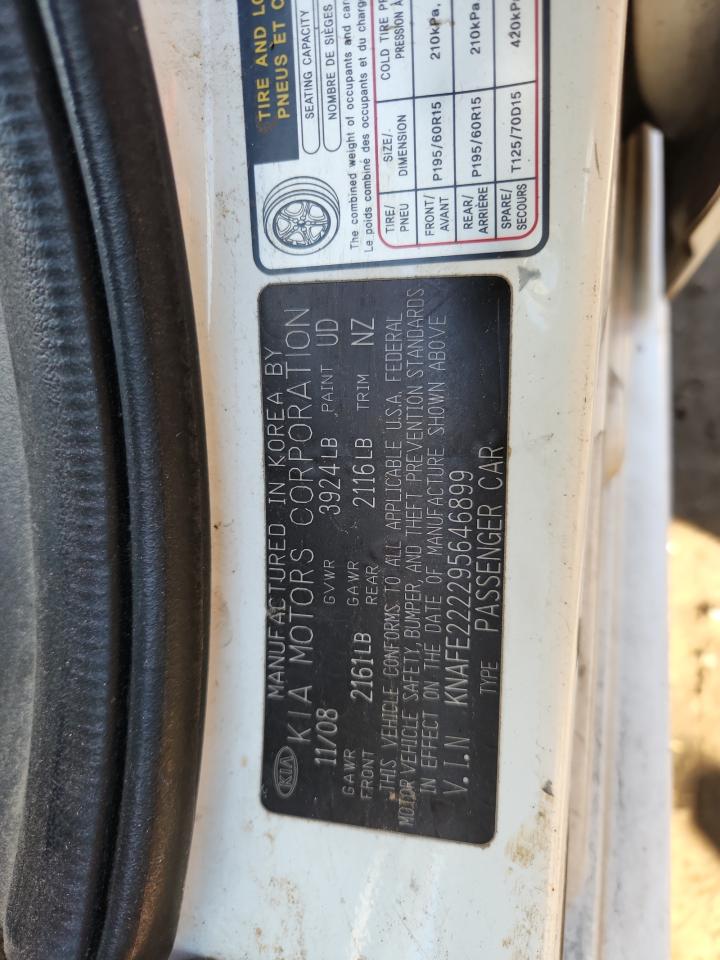 TIRE AND LO
PNEUS ET C
SEATING CAPACITY
NOMBRE DE SIÈGES
The combined weight of occupants and car
Le poids combiné des occupants et du charg
TIRE/ PNEU SIZE/ DIMENSION COLD TIRE PR PRESSION À
FRONT/ AVANT P195/60R15 210kPa,
REAR/ ARRIÈRE P195/60R15 210kPa,
SPARE/ SECOURS T125/70D15 420kP
MANUFACTURED IN KOREA BY
KIA KIA MOTORS CORPORATION
11/08 GVWR 3924LB PAINT UD
GAWR FRONT 2161LB GAWR REAR 2116LB TRIM NZ
THIS VEHICLE CONFORMS TO ALL APPLICABLE U.S.A. FEDERAL
MOTOR VEHICLE SAFETY, BUMPER, AND THEFT PREVENTION STANDARDS
IN EFFECT ON THE DATE OF MANUFACTURE SHOWN ABOVE
V.I.N KNAFE222295646899
TYPE PASSENGER CAR